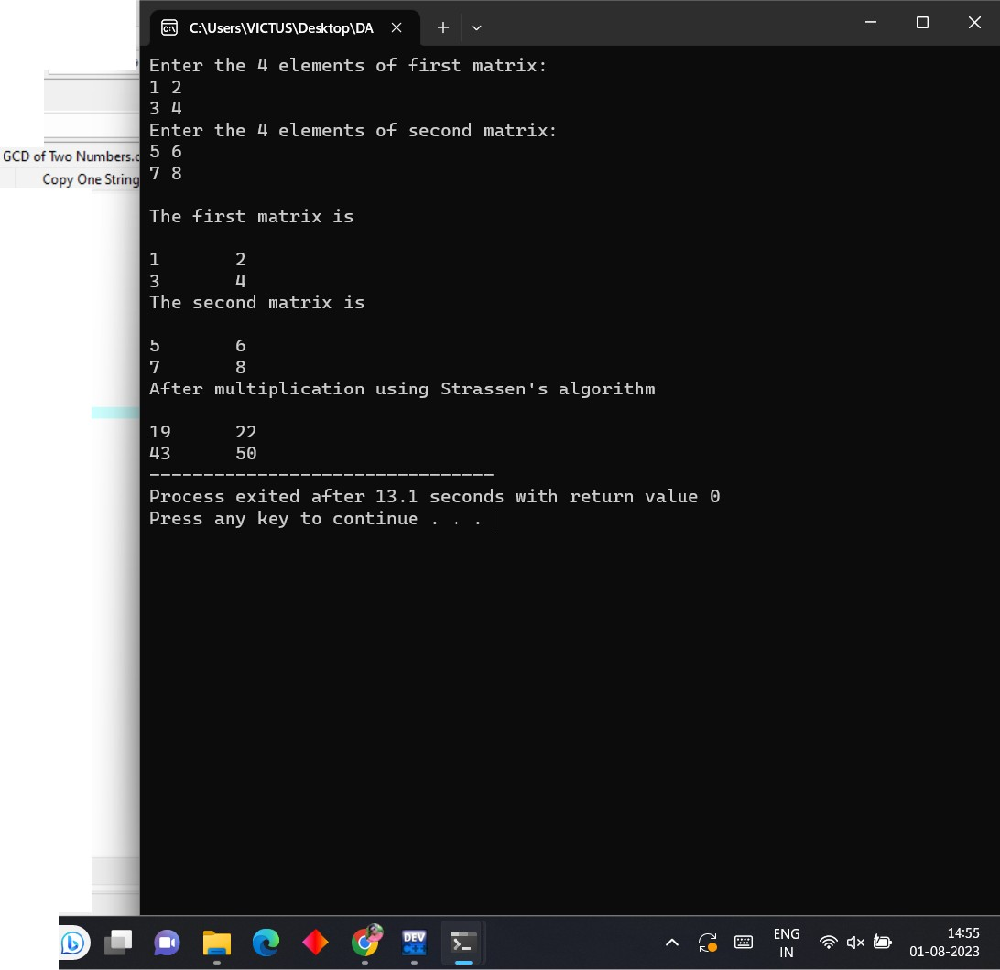 C:\Users\VICTUS\Desktop\DA
Enter the 4 elements of first matrix:
1 2
3 4
Enter the 4 elements of second matrix:
5 6
7 8
The first matrix is
1 2
3 4
The second matrix is
5 6
7 8
After multiplication using Strassen's algorithm
19 22
43 50
--------------------------------
Process exited after 13.1 seconds with return value 0
Press any key to continue . . .
GCD of Two Numbers.c
Copy One String
DEV
C++
ENG
IN
14:55
01-08-2023